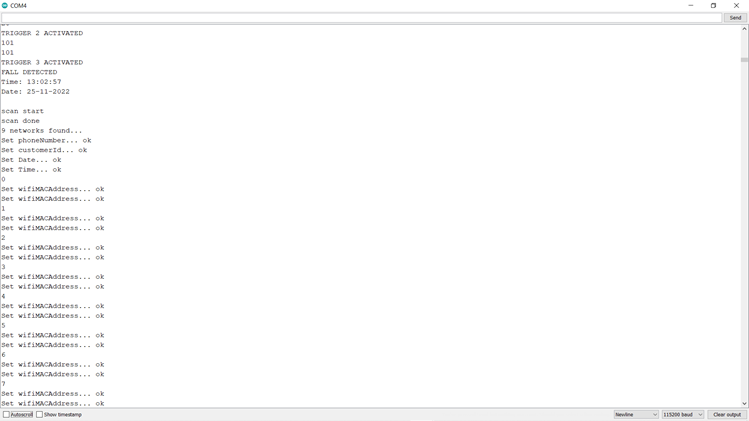 COM4
Send
TRIGGER 2 ACTIVATED
101
101
TRIGGER 3 ACTIVATED
FALL DETECTED
Time: 13:02:57
Date: 25-11-2022
scan start
scan done
9 networks found...
Set phoneNumber... ok
Set customerId... ok
Set Date... ok
Set Time... ok
0
Set wifiMACAddress... ok
Set wifiMACAddress... ok
1
Set wifiMACAddress... ok
Set wifiMACAddress... ok
2
Set wifiMACAddress... ok
Set wifiMACAddress... ok
3
Set wifiMACAddress... ok
Set wifiMACAddress... ok
4
Set wifiMACAddress... ok
Set wifiMACAddress... ok
5
Set wifiMACAddress... ok
Set wifiMACAddress... ok
6
Set wifiMACAddress... ok
Set wifiMACAddress... ok
7
Set wifiMACAddress... ok
Set wifiMACAddress... ok
Autoscroll Show timestamp Newline 115200 baud Clear output